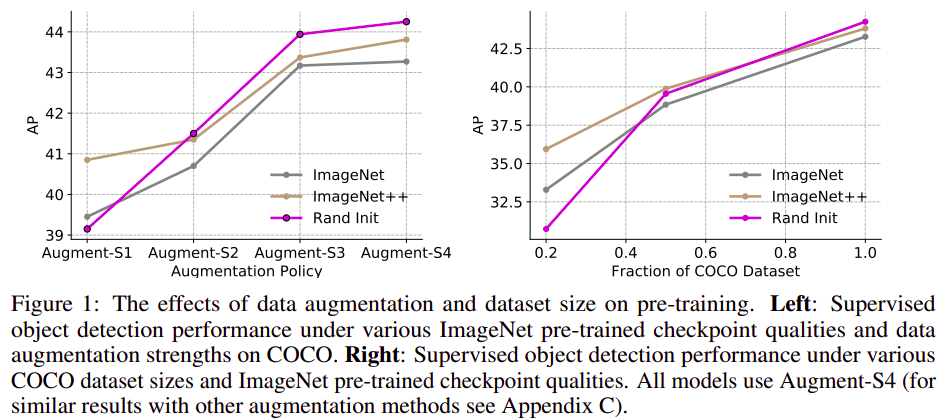 44
43
42
41
40
39
AP
ImageNet
ImageNet++
Rand Init
Augment-S1 Augment-S2 Augment-S3 Augment-S4
Augmentation Policy
42.5
40.0
37.5
35.0
32.5
AP
ImageNet
ImageNet++
Rand Init
0.2 0.4 0.6 0.8 1.0
Fraction of COCO Dataset
Figure 1: The effects of data augmentation and dataset size on pre-training. Left: Supervised
object detection performance under various ImageNet pre-trained checkpoint qualities and data
augmentation strengths on COCO. Right: Supervised object detection performance under various
COCO dataset sizes and ImageNet pre-trained checkpoint qualities. All models use Augment-S4 (for
similar results with other augmentation methods see Appendix C).